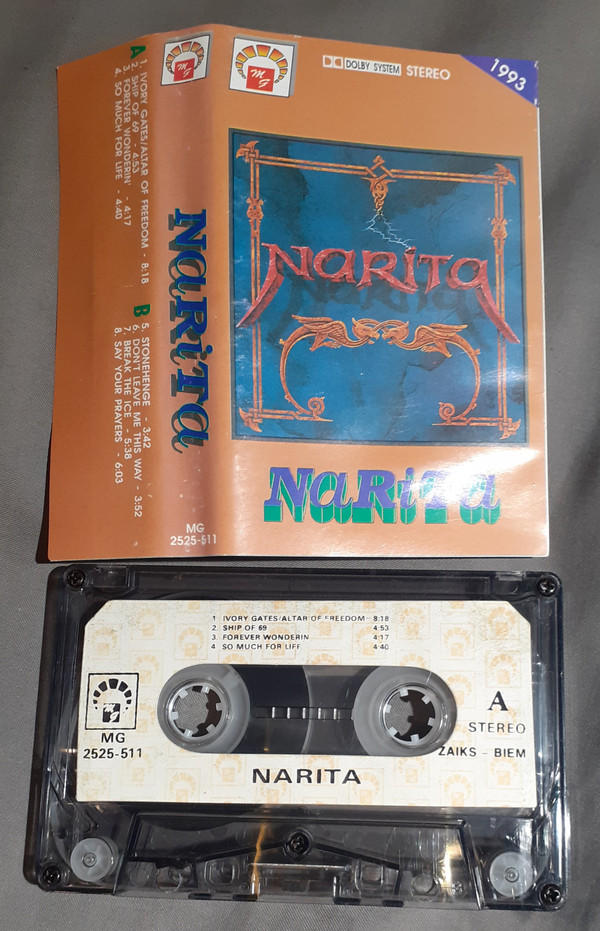 A
1. IVORY GATES/ALTAR OF FREEDOM - 8:18
2. SHIP OF 69 - 4:53
3. FOREVER WONDERIN' - 4:17
4. SO MUCH FOR LIFE - 4:40
B
5. STONEHENGE - 3:42
6. DON'T LEAVE ME THIS WAY - 3:52
7. BREAK THE ICE - 5:38
8. SAY YOUR PRAYERS - 6:03
MG
NaRiTa
MG
2525-511
MG
DOLBY SYSTEM STEREO
1993
NARITA
NaRiTa
1 IVORY GATES/ALTAR OF FREEDOM 8:18
2 SHIP OF 69 4:53
3 FOREVER WONDERIN 4:17
4 SO MUCH FOR LIFE 4:40
MG
MG
2525-511
A
STEREO
ZAIKS - BIEM
NARITA